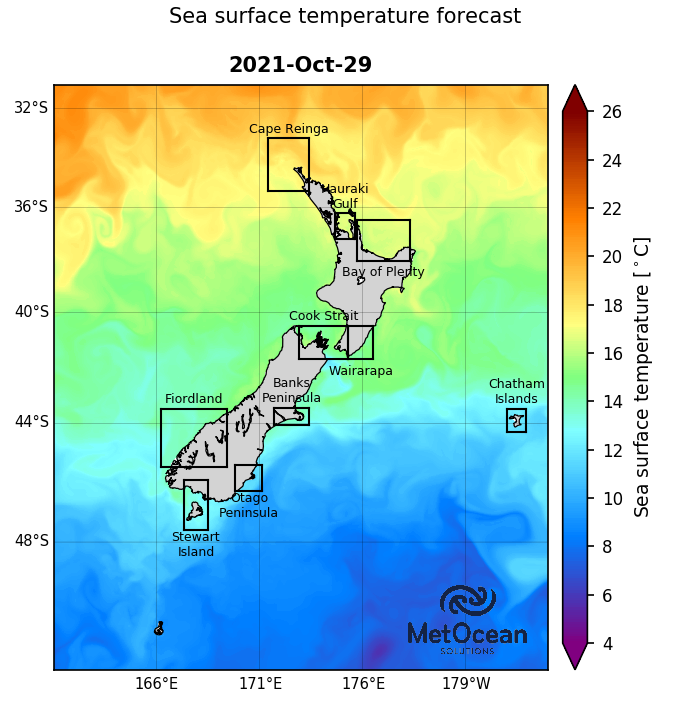 Sea surface temperature forecast
2021-Oct-29
32°S
36°S
40°S
44°S
48°S
Cape Reinga
Hauraki
Gulf
Bay of Plenty
Cook Strait
Wairarapa
Banks
Peninsula
Fiordland
Chatham
Islands
Otago
Peninsula
Stewart
Island
MetOcean
SOLUTIONS
166°E
171°E
176°E
179°W
26
24
22
20
18
16
14
12
10
8
6
4
Sea surface temperature [°C]